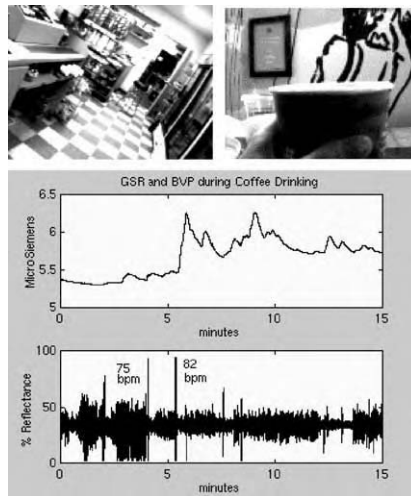 GSR and BVP during Coffee Drinking
6.5
6
5.5
5
MicroSiemens
0 5 10 15
minutes
100
50
0
% Reflectance
75
bpm
82
bpm
0 5 10 15
minutes